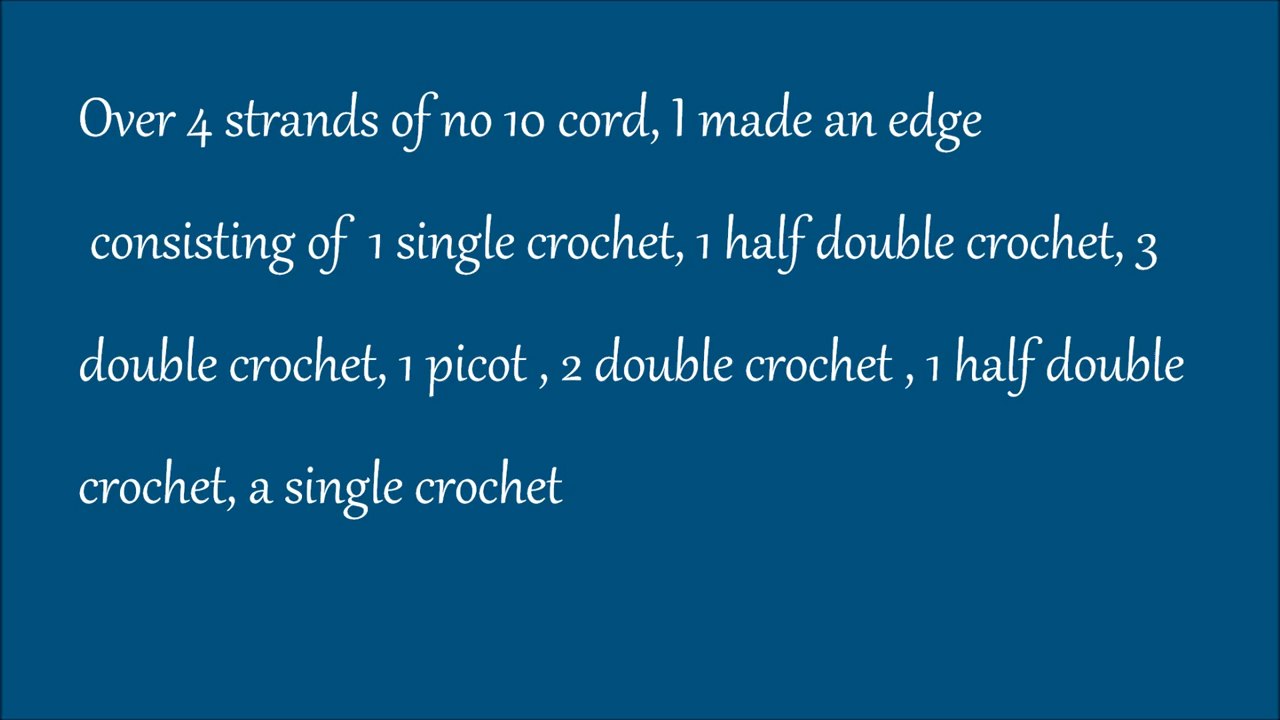 Over 4 strands of no 10 cord, I made an edge
consisting of 1 single crochet, 1 half double crochet, 3
double crochet, 1 picot , 2 double crochet , 1 half double
crochet, a single crochet